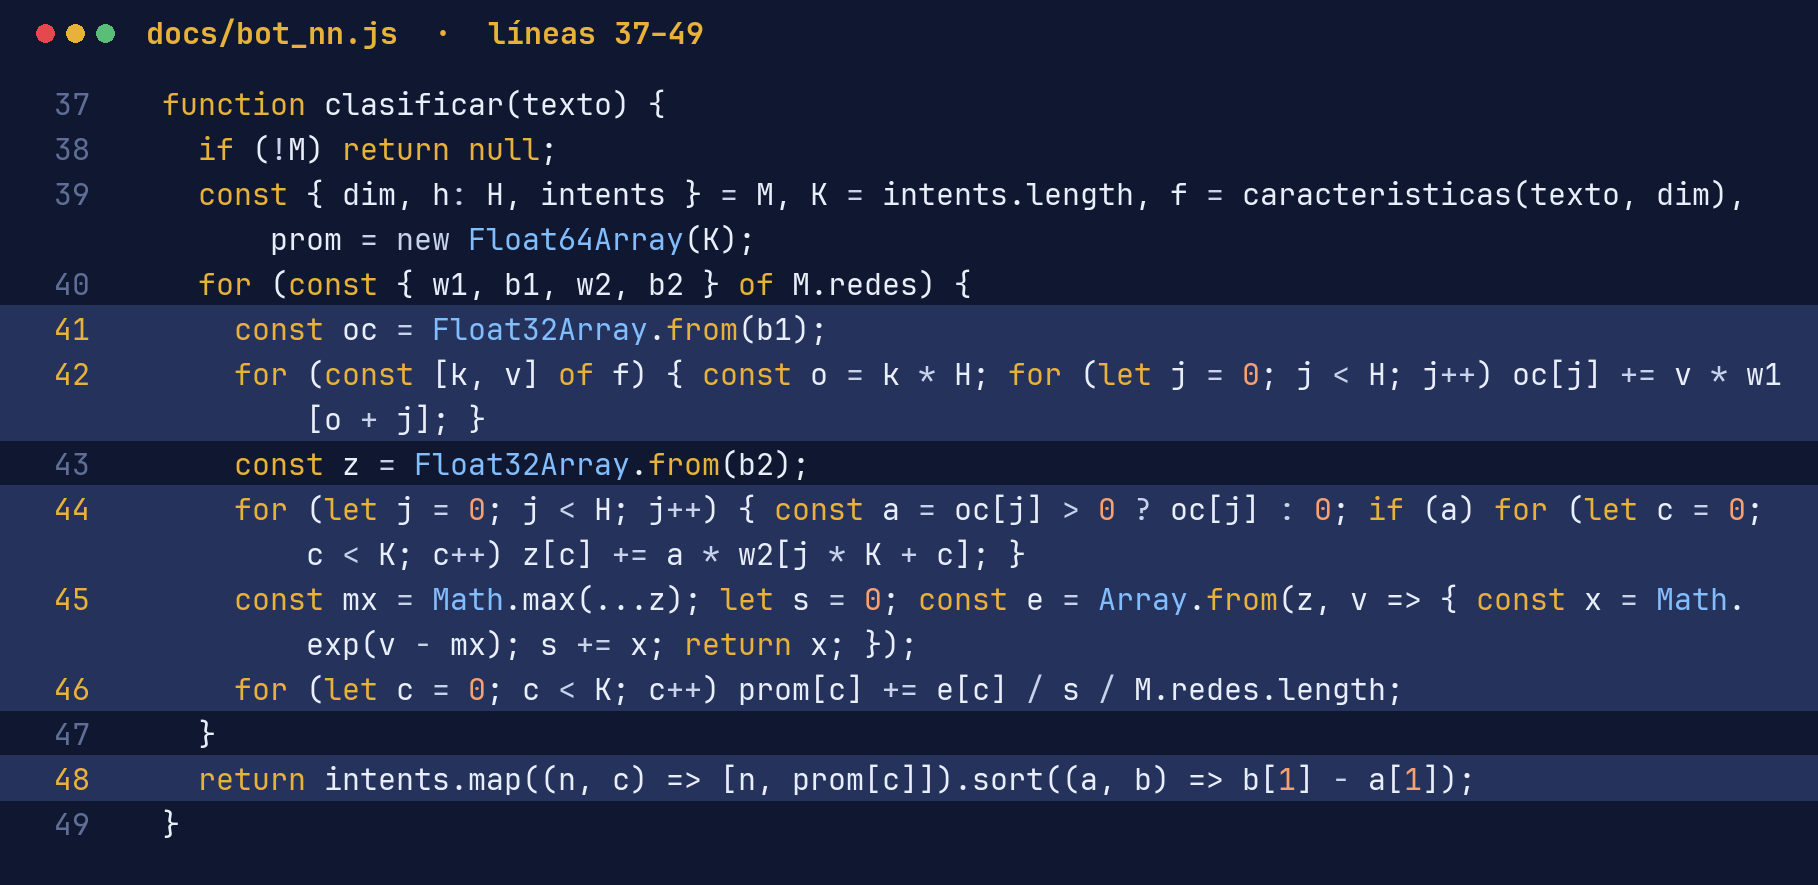 docs/bot_nn.js · líneas 37–49
37 function clasificar(texto) {
38 if (!M) return null;
39 const { dim, h: H, intents } = M, K = intents.length, f = caracteristicas(texto, dim),
prom = new Float64Array(K);
40 for (const { w1, b1, w2, b2 } of M.redes) {
41 const oc = Float32Array.from(b1);
42 for (const [k, v] of f) { const o = k * H; for (let j = 0; j < H; j++) oc[j] += v * w1
[o + j]; }
43 const z = Float32Array.from(b2);
44 for (let j = 0; j < H; j++) { const a = oc[j] > 0 ? oc[j] : 0; if (a) for (let c = 0;
c < K; c++) z[c] += a * w2[j * K + c]; }
45 const mx = Math.max(...z); let s = 0; const e = Array.from(z, v => { const x = Math.
exp(v - mx); s += x; return x; });
46 for (let c = 0; c < K; c++) prom[c] += e[c] / s / M.redes.length;
47 }
48 return intents.map((n, c) => [n, prom[c]]).sort((a, b) => b[1] - a[1]);
49 }